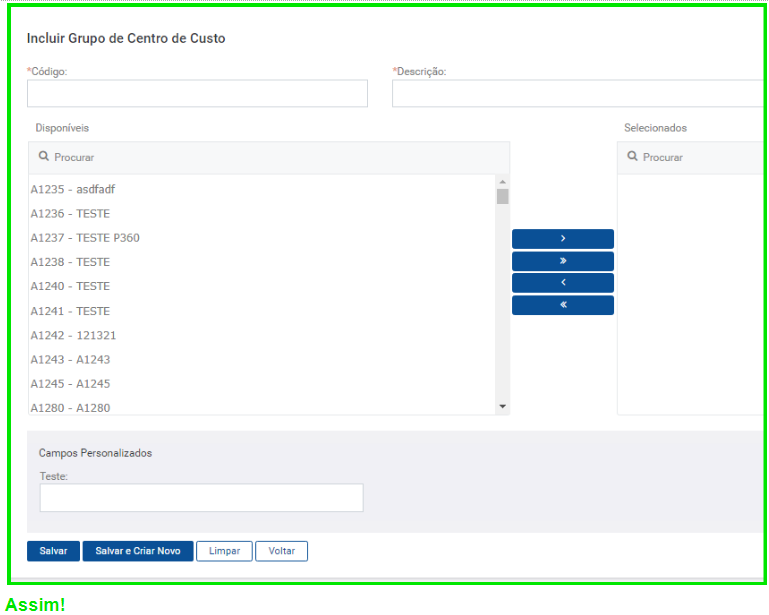 Incluir Grupo de Centro de Custo
*Código: *Descrição:
Disponíveis Selecionados
Procurar Procurar
A1235 - asdfadf
A1236 - TESTE
A1237 - TESTE P360
A1238 - TESTE
A1240 - TESTE
A1241 - TESTE
A1242 - 121321
A1243 - A1243
A1245 - A1245
A1280 - A1280
Campos Personalizados
Teste:
Salvar Salvar e Criar Novo Limpar Voltar
Assim!